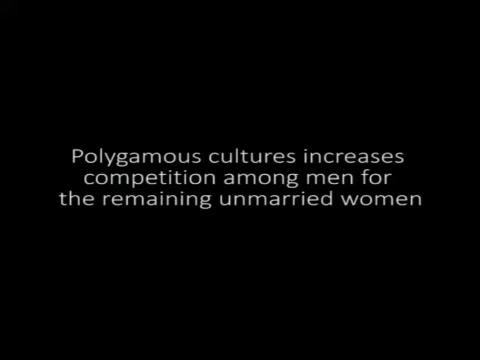 Polygamous cultures increases
competition among men for
the remaining unmarried women